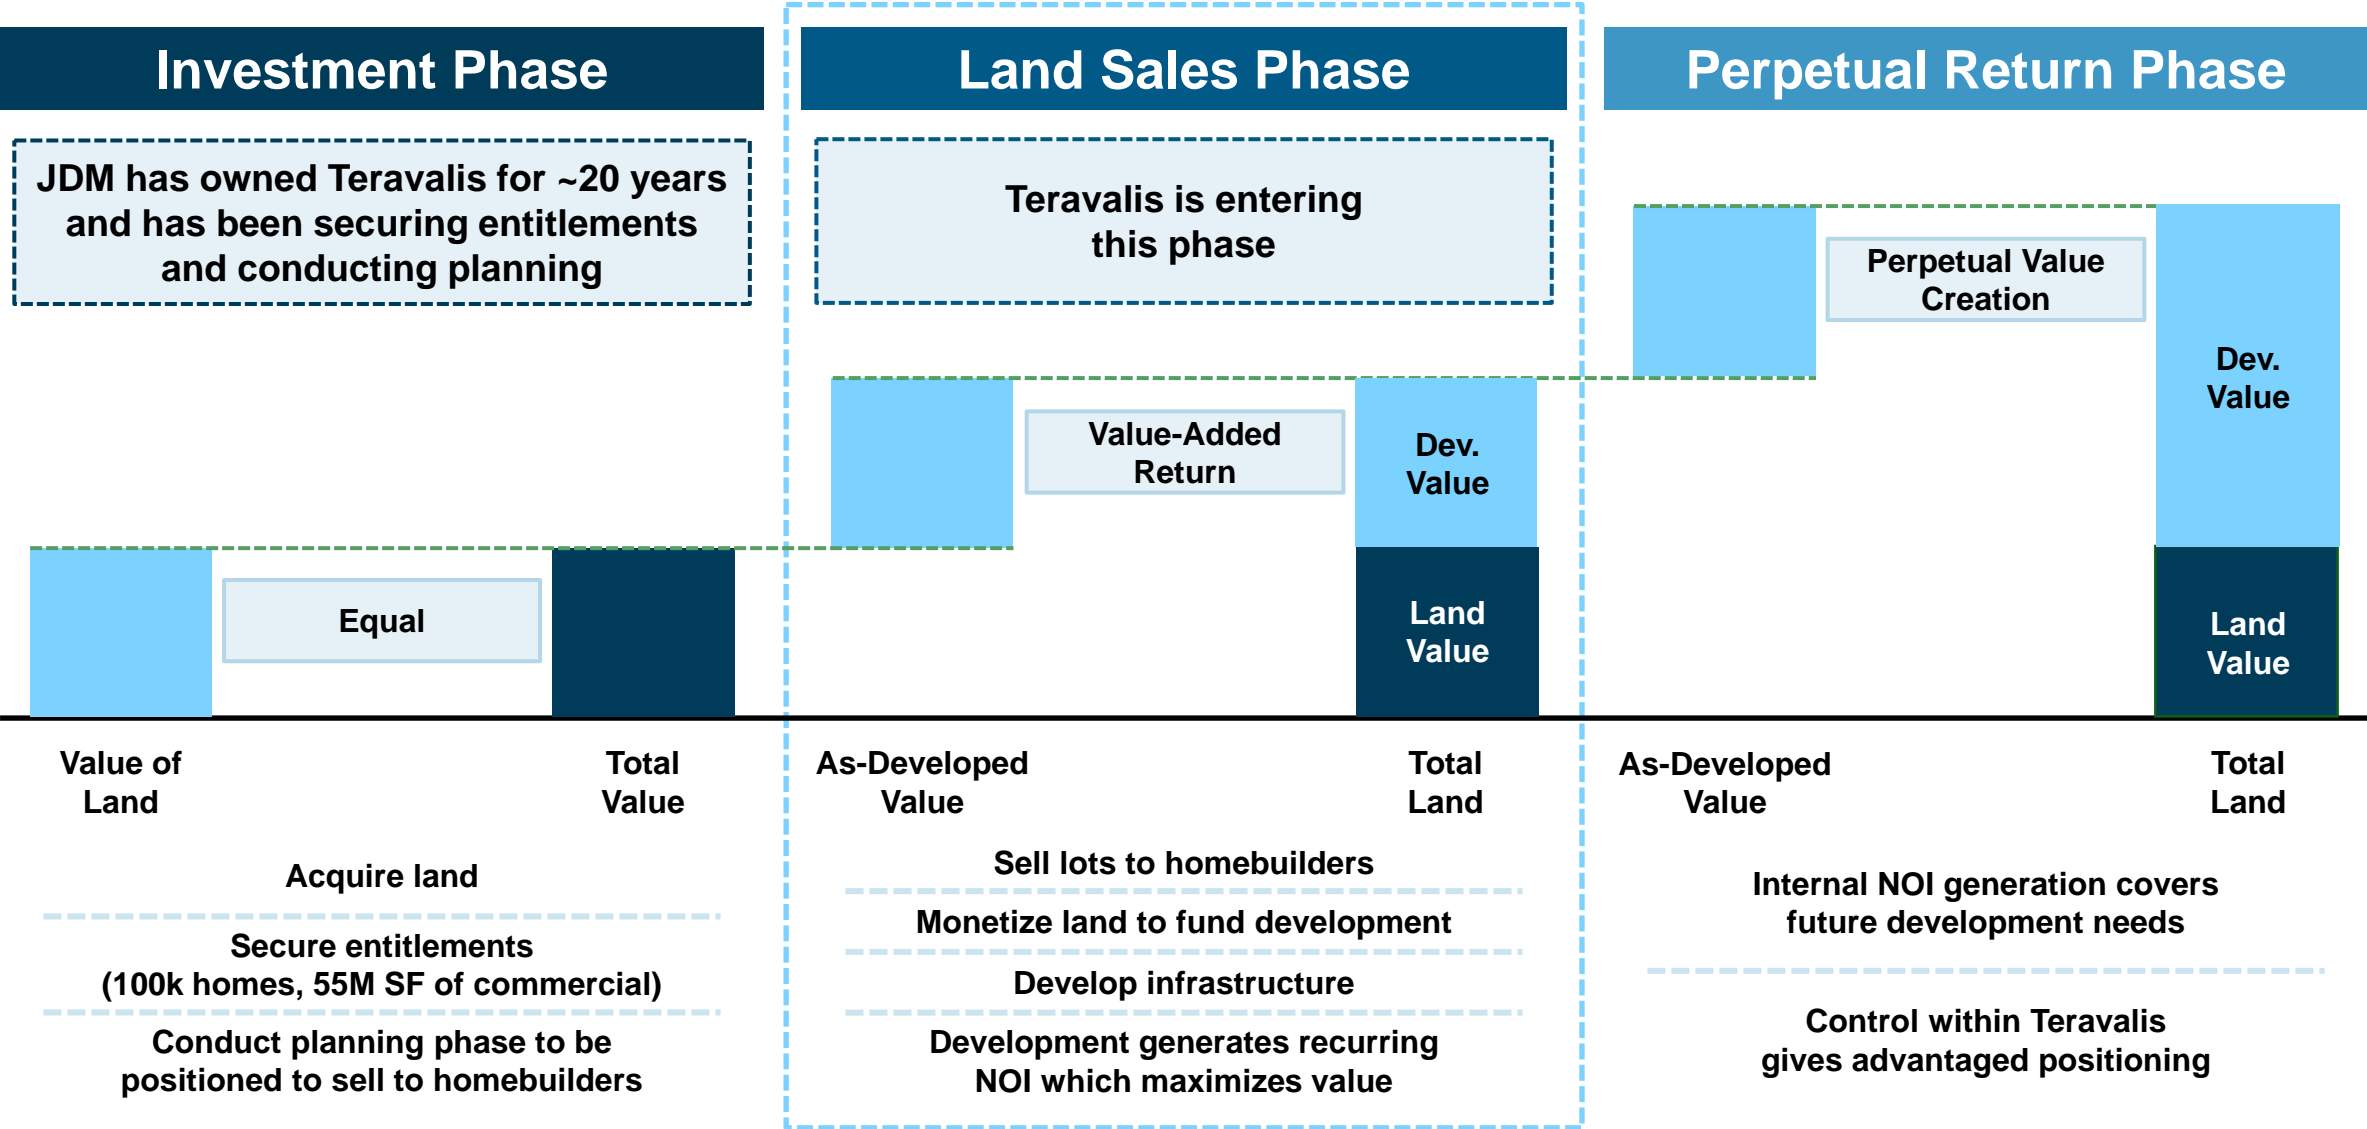 Investment Phase
JDM has owned Teravalis for ~20 years
and has been securing entitlements
and conducting planning
Equal
Value of
Land
Total
Value
Acquire land
Secure entitlements
(100k homes, 55M SF of commercial)
Conduct planning phase to be
positioned to sell to homebuilders
Land Sales Phase
Teravalis is entering
this phase
Value-Added
Return
Dev.
Value
Land
Value
As-Developed
Value
Total
Land
Sell lots to homebuilders
Monetize land to fund development
Develop infrastructure
Development generates recurring
NOI which maximizes value
Perpetual Return Phase
Perpetual Value
Creation
Dev.
Value
Land
Value
As-Developed
Value
Total
Land
Internal NOI generation covers
future development needs
Control within Teravalis
gives advantaged positioning